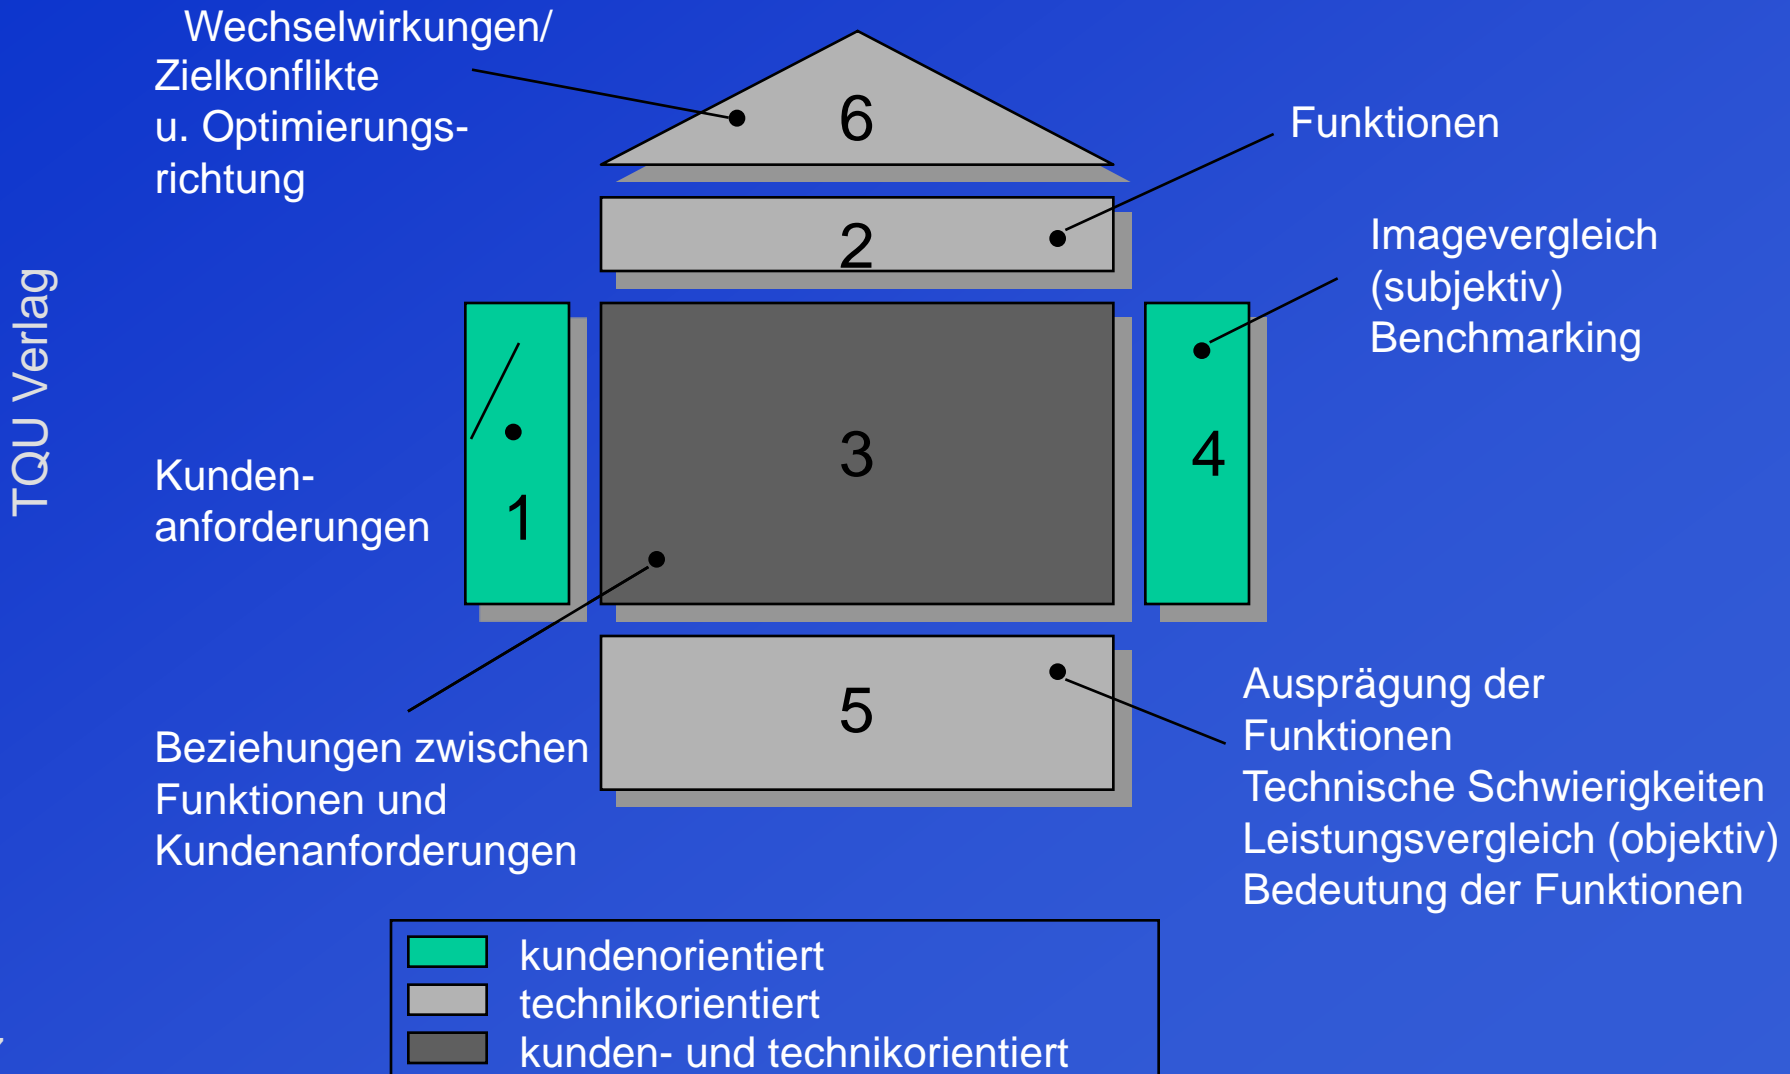 Wechselwirkungen/
Zielkonflikte
u. Optimierungs-
richtung
6
Funktionen
2
Imagevergleich
(subjektiv)
Benchmarking
TQU Verlag
Kunden-
anforderungen
1
3
4
Beziehungen zwischen
Funktionen und
Kundenanforderungen
5
Ausprägung der
Funktionen
Technische Schwierigkeiten
Leistungsvergleich (objektiv)
Bedeutung der Funktionen
kundenorientiert
technikorientiert
kunden- und technikorientiert